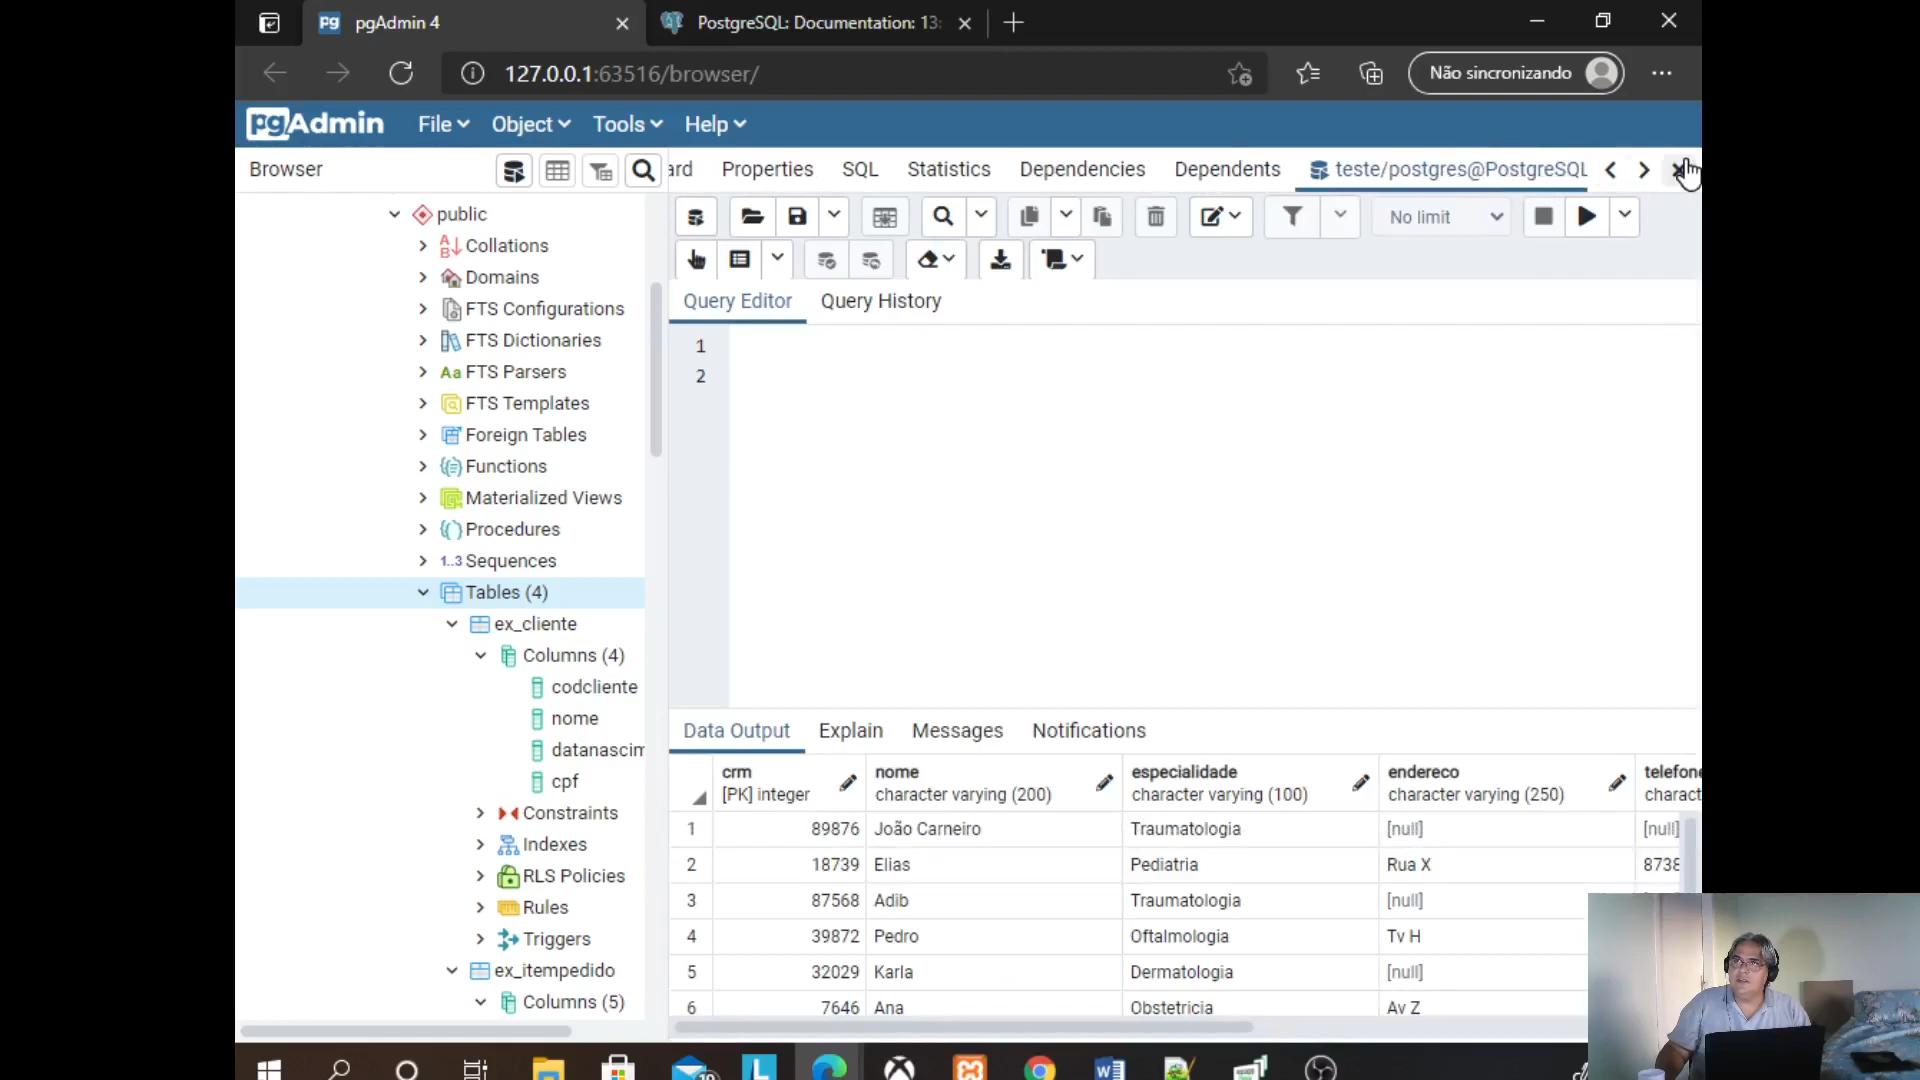 pgAdmin 4
PostgreSQL: Documentation: 13:
127.0.0.1:63516/browser/
Não sincronizando
pgAdmin File Object Tools Help
Browser
ard Properties SQL Statistics Dependencies Dependents teste/postgres@PostgreSQL
No limit
Query Editor Query History
1
2
public
Collations
Domains
FTS Configurations
FTS Dictionaries
Aa FTS Parsers
FTS Templates
Foreign Tables
Functions
Materialized Views
Procedures
1..3 Sequences
Tables (4)
ex_cliente
Columns (4)
codcliente
nome
datanascim
cpf
Constraints
Indexes
RLS Policies
Rules
Triggers
ex_itempedido
Columns (5)
Data Output Explain Messages Notifications
crm nome especialidade endereco telefone
[PK] integer character varying (200) character varying (100) character varying (250) charact
1 89876 João Carneiro Traumatologia [null] [null]
2 18739 Elias Pediatria Rua X 8738
3 87568 Adib Traumatologia [null]
4 39872 Pedro Oftalmologia Tv H
5 32029 Karla Dermatologia [null]
6 7646 Ana Obstetricia Av Z